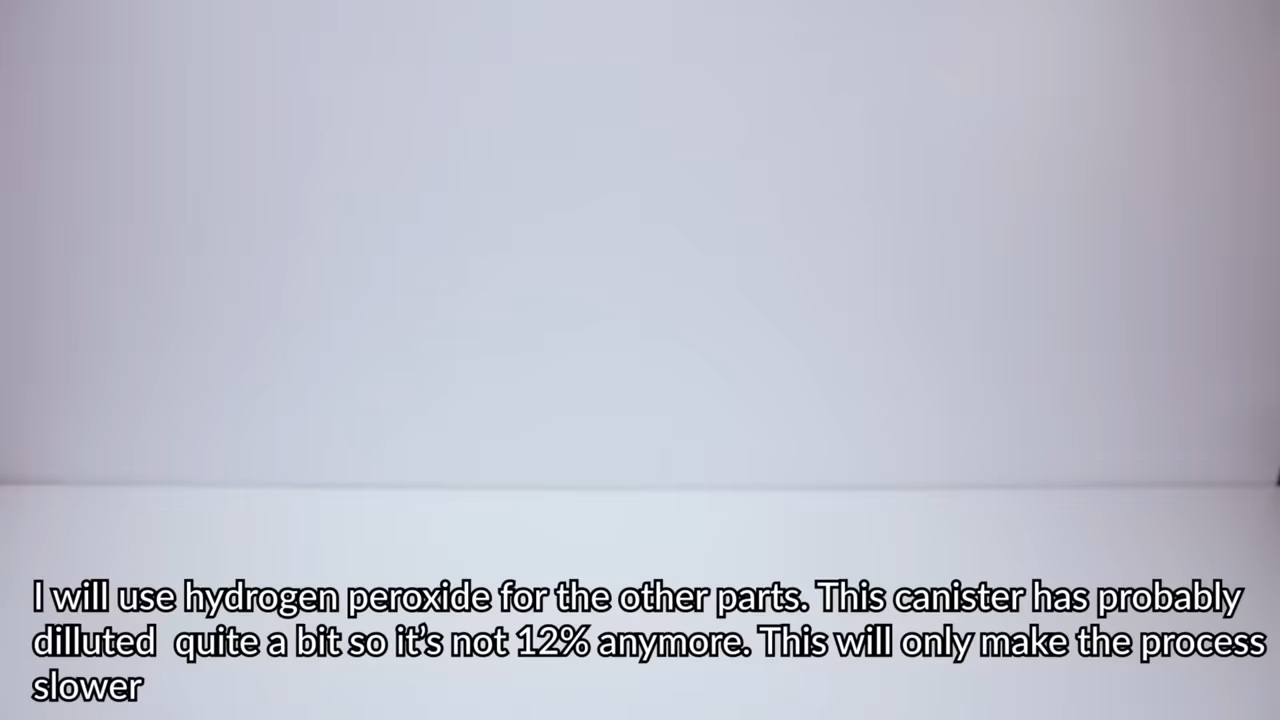 I will use hydrogen peroxide for the other parts. This canister has probably
dilluted  quite a bit so it's not 12% anymore. This will only make the process
slower